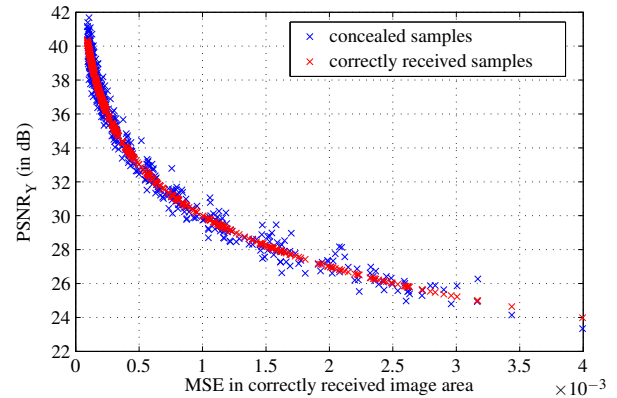 42
40
38
36
34
32
30
28
26
24
22
PSNR_Y (in dB)
× concealed samples
× correctly received samples
0 0.5 1 1.5 2 2.5 3 3.5 4
MSE in correctly received image area
×10⁻³